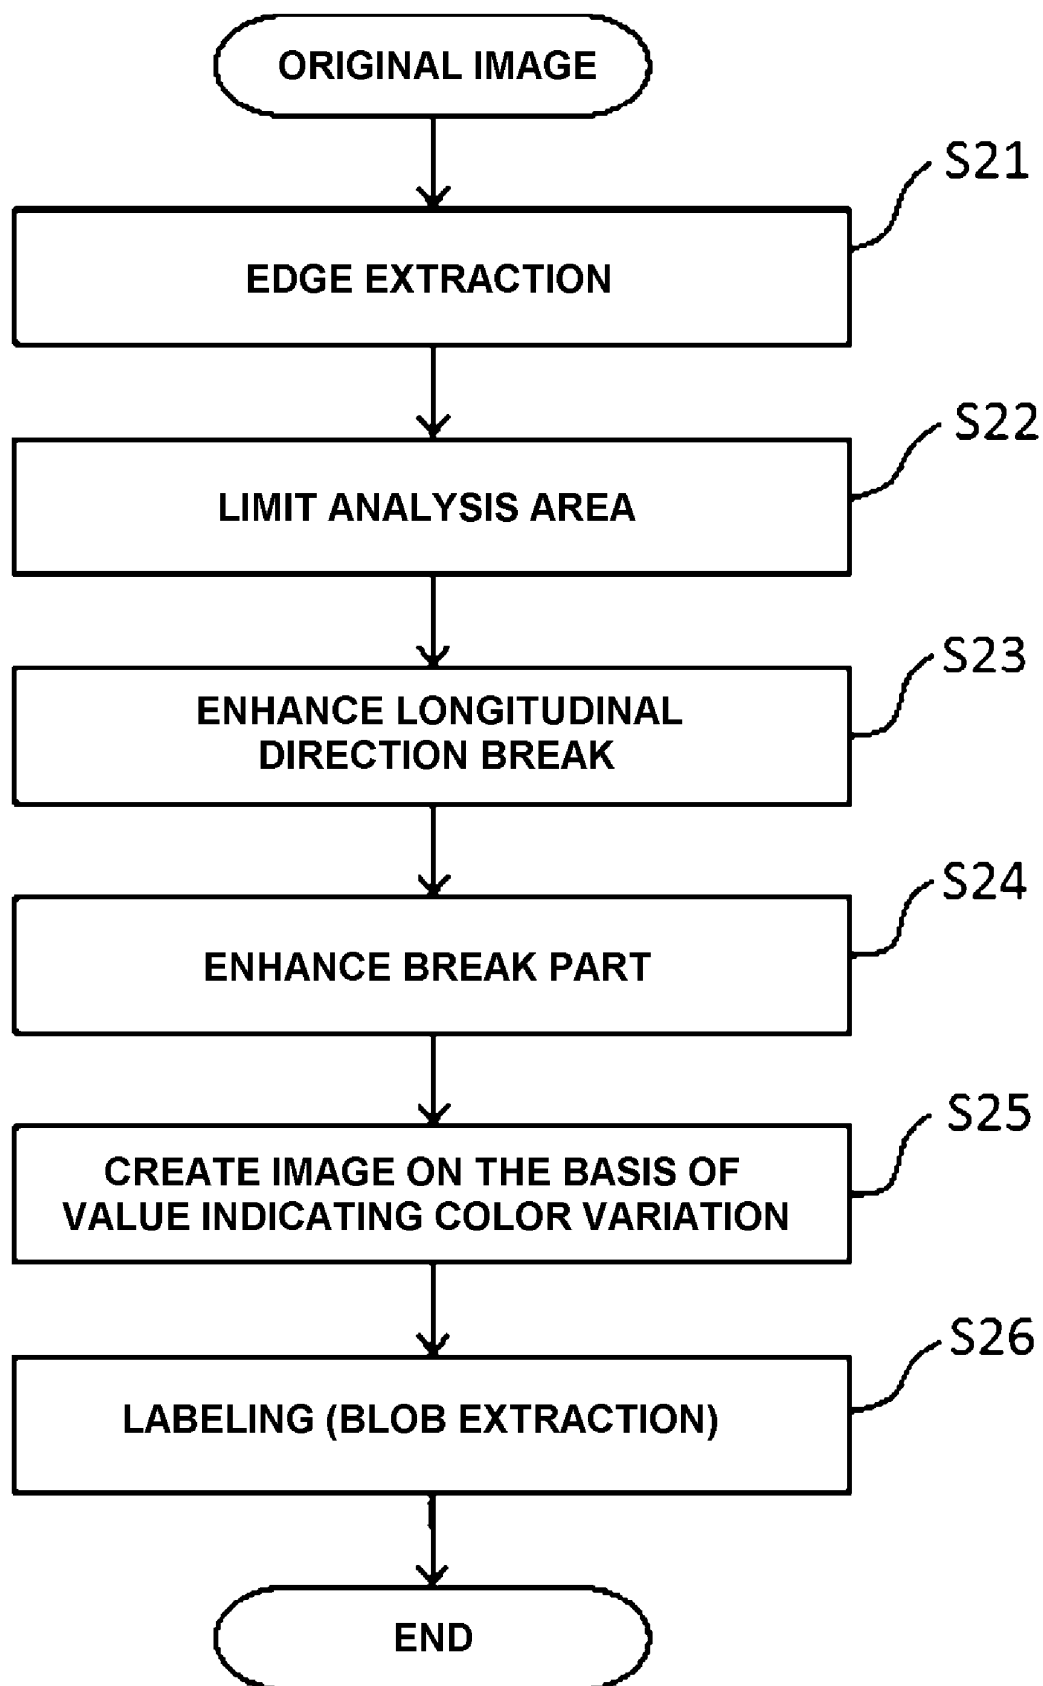 ORIGINAL IMAGE
S21
EDGE EXTRACTION
S22
LIMIT ANALYSIS AREA
S23
ENHANCE LONGITUDINAL
DIRECTION BREAK
S24
ENHANCE BREAK PART
S25
CREATE IMAGE ON THE BASIS OF
VALUE INDICATING COLOR VARIATION
S26
LABELING (BLOB EXTRACTION)
END